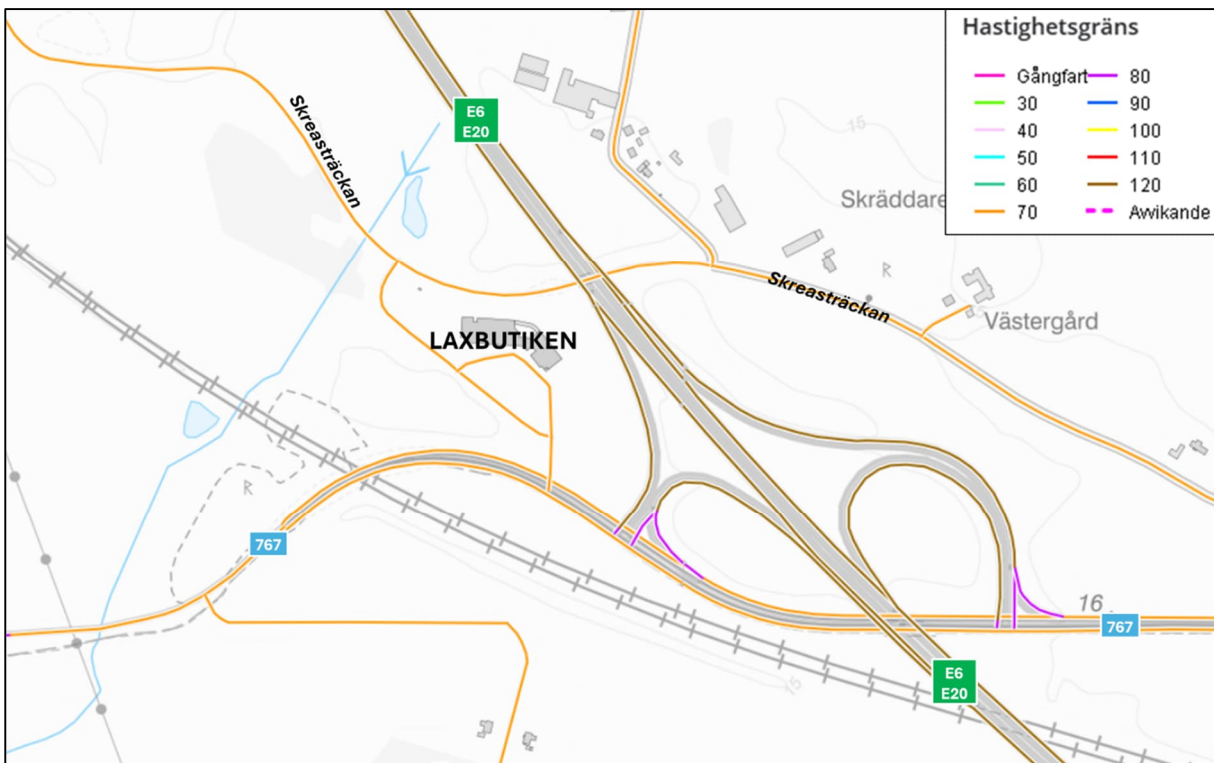 Hastighetsgräns
Gångfart
80
30
90
40
100
50
110
60
120
70
Avvikande
E6
E20
15
Skreasträckan
Skräddare
Skreasträckan
R
Västergård
LAXBUTIKEN
R
767
16
767
E6
E20
15